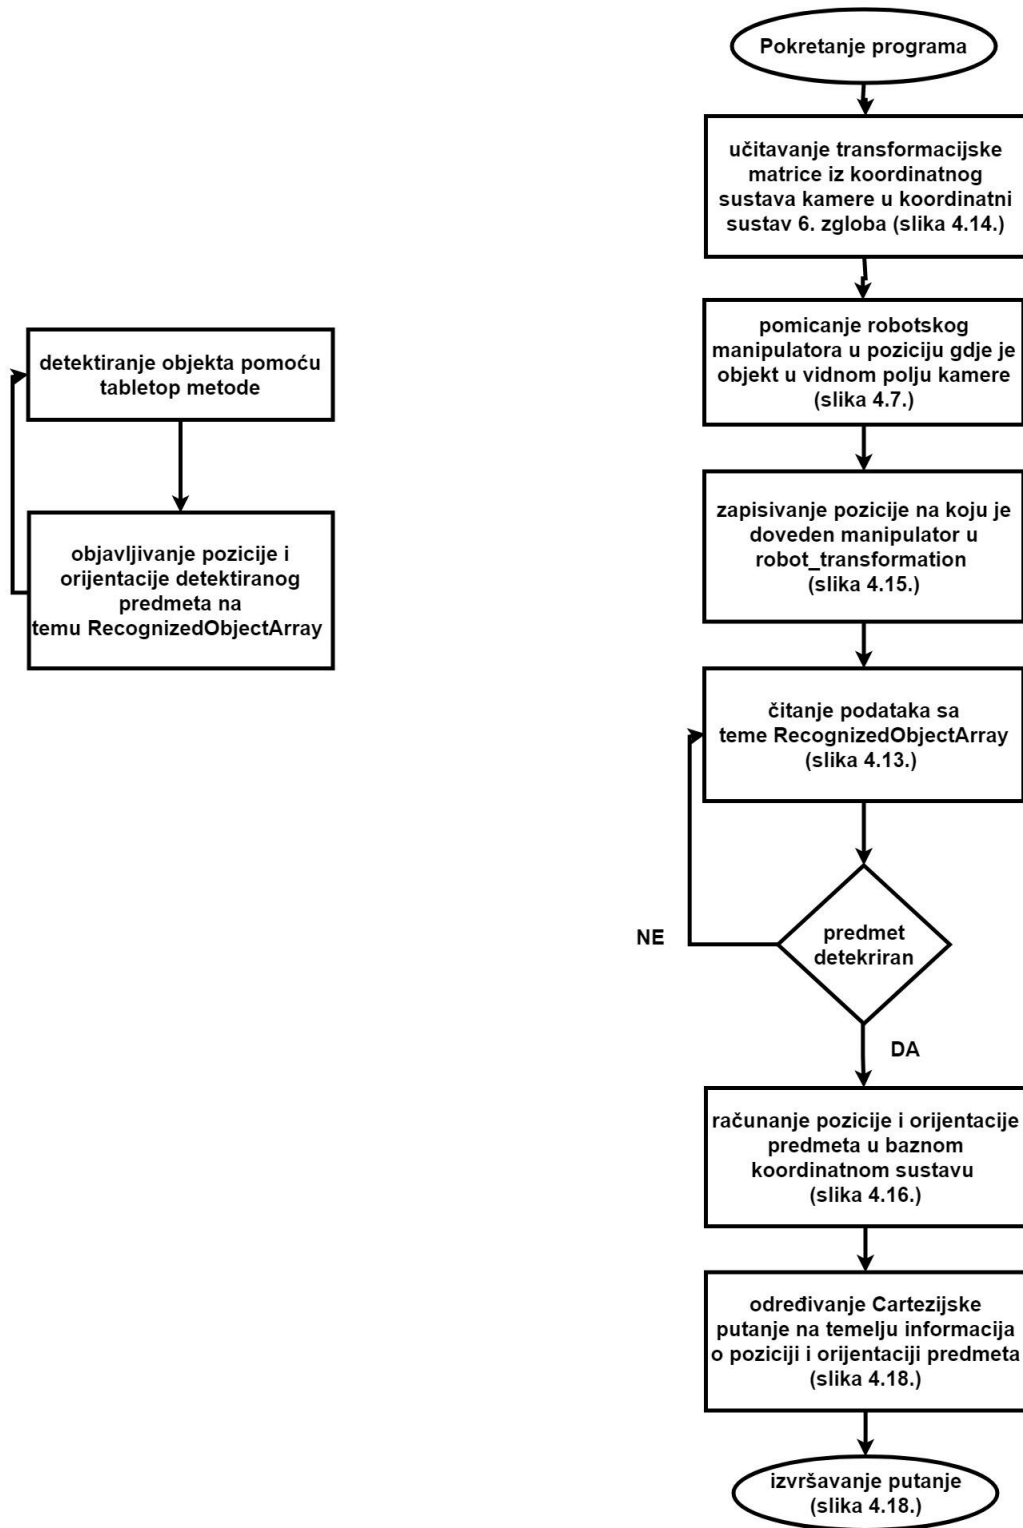 Pokretanje programa
učitavanje transformacijske
matrice iz koordinatnog
sustava kamere u koordinatni
sustav 6. zgloba (slika 4.14.)
pomicanje robotskog
manipulatora u poziciju gdje je
objekt u vidnom polju kamere
(slika 4.7.)
detektiranje objekta pomoću
tabletop metode
zapisivanje pozicije na koju je
doveden manipulator u
robot_transformation
(slika 4.15.)
objavljivanje pozicije i
orijentacije detektiranog
predmeta na
temu RecognizedObjectArray
čitanje podataka sa
teme RecognizedObjectArray
(slika 4.13.)
NE
predmet
detekriran
DA
računanje pozicije i orijentacije
predmeta u baznom
koordinatnom sustavu
(slika 4.16.)
određivanje Cartezijske
putanje na temelju informacija
o poziciji i orijentaciji predmeta
(slika 4.18.)
izvršavanje putanje
(slika 4.18.)